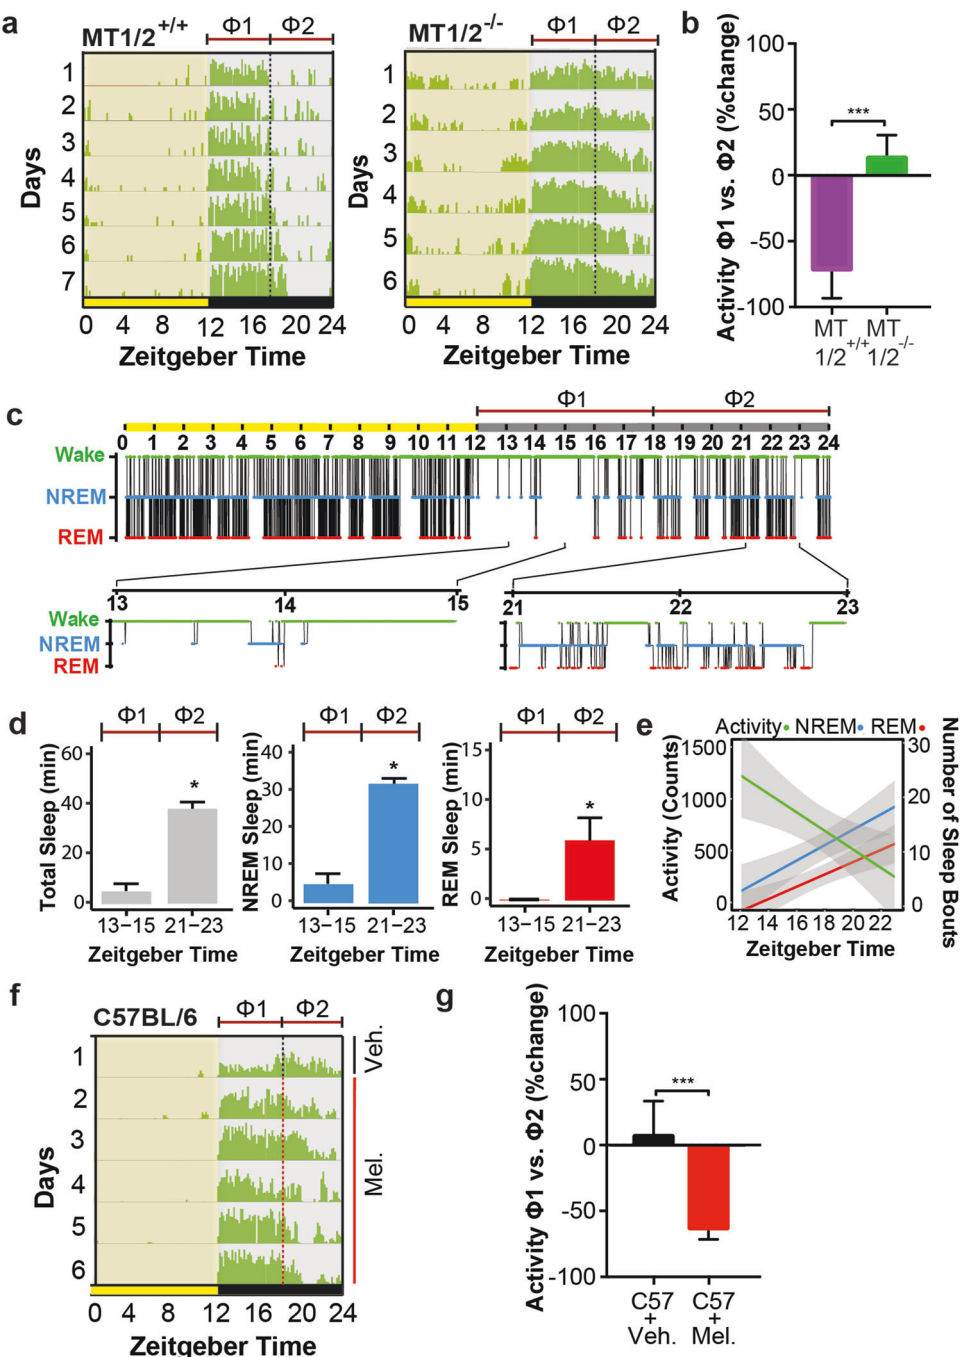 a
MT1/2+/+
Φ1 Φ2
Days
1
2
3
4
5
6
7
0 4 8 12 16 20 24
Zeitgeber Time
MT1/2-/-
Φ1 Φ2
Days
1
2
3
4
5
6
0 4 8 12 16 20 24
Zeitgeber Time
b
Activity Φ1 vs. Φ2 (%change)
100
50
0
-50
-100
***
MT MT
1/2+/+ 1/2-/-
c
Φ1 Φ2
0 1 2 3 4 5 6 7 8 9 10 11 12 13 14 15 16 17 18 19 20 21 22 23 24
Wake
NREM
REM
13 14 15
Wake
NREM
REM
21 22 23
d
Φ1 Φ2
Total Sleep (min)
60
40
20
0
*
13–15 21–23
Zeitgeber Time
Φ1 Φ2
NREM Sleep (min)
40
30
20
10
0
*
13–15 21–23
Zeitgeber Time
Φ1 Φ2
REM Sleep (min)
15
10
5
0
*
13–15 21–23
Zeitgeber Time
e
Activity NREM REM
Activity (Counts)
1500
1000
500
0
30
20
10
0
Number of Sleep Bouts
12 14 16 18 20 22
Zeitgeber Time
f
C57BL/6
Φ1 Φ2
Days
1
2
3
4
5
6
Veh.
Mel.
0 4 8 12 16 20 24
Zeitgeber Time
g
Activity Φ1 vs. Φ2 (%change)
100
50
0
-50
-100
***
C57 C57
+ +
Veh. Mel.